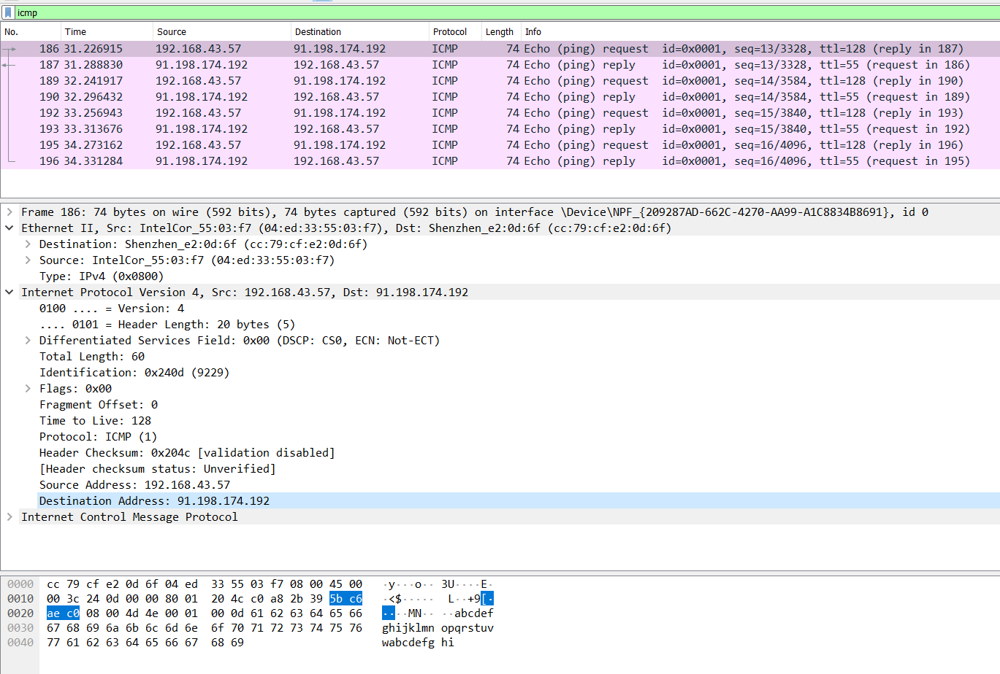 icmp
No. Time Source Destination Protocol Length Info
186 31.226915 192.168.43.57 91.198.174.192 ICMP 74 Echo (ping) request id=0x0001, seq=13/3328, ttl=128 (reply in 187)
187 31.288830 91.198.174.192 192.168.43.57 ICMP 74 Echo (ping) reply id=0x0001, seq=13/3328, ttl=55 (request in 186)
189 32.241917 192.168.43.57 91.198.174.192 ICMP 74 Echo (ping) request id=0x0001, seq=14/3584, ttl=128 (reply in 190)
190 32.296432 91.198.174.192 192.168.43.57 ICMP 74 Echo (ping) reply id=0x0001, seq=14/3584, ttl=55 (request in 189)
192 33.256943 192.168.43.57 91.198.174.192 ICMP 74 Echo (ping) request id=0x0001, seq=15/3840, ttl=128 (reply in 193)
193 33.313676 91.198.174.192 192.168.43.57 ICMP 74 Echo (ping) reply id=0x0001, seq=15/3840, ttl=55 (request in 192)
195 34.273162 192.168.43.57 91.198.174.192 ICMP 74 Echo (ping) request id=0x0001, seq=16/4096, ttl=128 (reply in 196)
196 34.331284 91.198.174.192 192.168.43.57 ICMP 74 Echo (ping) reply id=0x0001, seq=16/4096, ttl=55 (request in 195)
Frame 186: 74 bytes on wire (592 bits), 74 bytes captured (592 bits) on interface \Device\NPF_{209287AD-662C-4270-AA99-A1C8834B8691}, id 0
Ethernet II, Src: IntelCor_55:03:f7 (04:ed:33:55:03:f7), Dst: Shenzhen_e2:0d:6f (cc:79:cf:e2:0d:6f)
Destination: Shenzhen_e2:0d:6f (cc:79:cf:e2:0d:6f)
Source: IntelCor_55:03:f7 (04:ed:33:55:03:f7)
Type: IPv4 (0x0800)
Internet Protocol Version 4, Src: 192.168.43.57, Dst: 91.198.174.192
0100 .... = Version: 4
.... 0101 = Header Length: 20 bytes (5)
Differentiated Services Field: 0x00 (DSCP: CS0, ECN: Not-ECT)
Total Length: 60
Identification: 0x240d (9229)
Flags: 0x00
Fragment Offset: 0
Time to Live: 128
Protocol: ICMP (1)
Header Checksum: 0x204c [validation disabled]
[Header checksum status: Unverified]
Source Address: 192.168.43.57
Destination Address: 91.198.174.192
Internet Control Message Protocol
0000 cc 79 cf e2 0d 6f 04 ed 33 55 03 f7 08 00 45 00 ·y···o·· 3U····E·
0010 00 3c 24 0d 00 00 80 01 20 4c c0 a8 2b 39 5b c6 ·<$····· L··+9[·
0020 ae c0 08 00 4d 4e 00 01 00 0d 61 62 63 64 65 66 ····MN·· ··abcdef
0030 67 68 69 6a 6b 6c 6d 6e 6f 70 71 72 73 74 75 76 ghijklmn opqrstuv
0040 77 61 62 63 64 65 66 67 68 69 wabcdefg hi